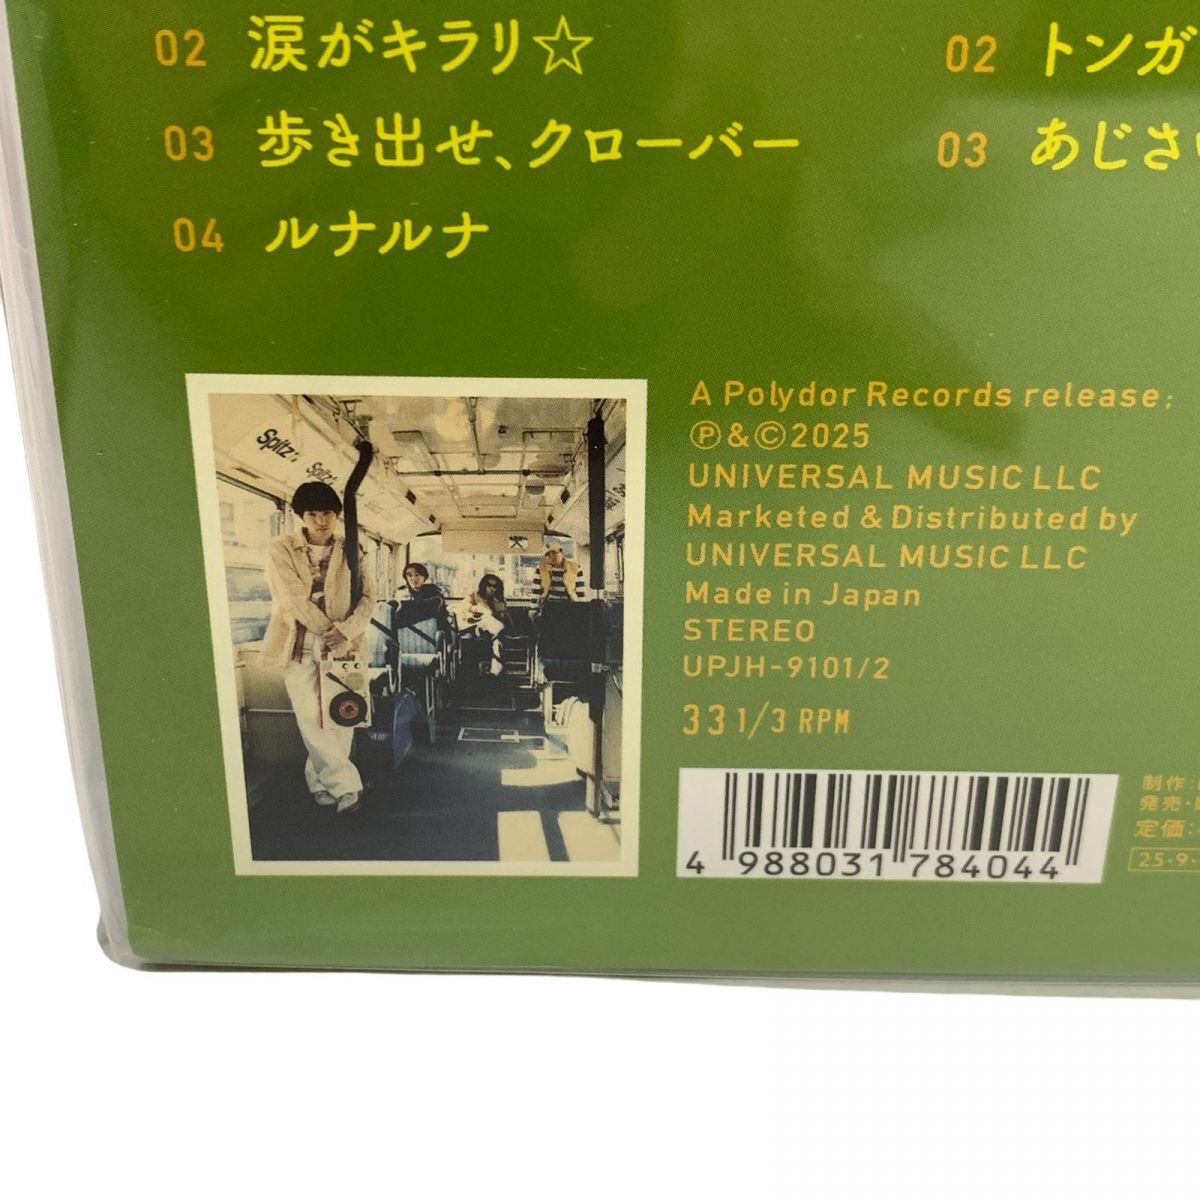 02 涙がキラリ☆
03 歩き出せ、クローバー
04 ルナルナ
02 トンガ
03 あじさ
Spitz
Spitz
A Polydor Records release;
Ⓟ&©2025
UNIVERSAL MUSIC LLC
Marketed & Distributed by
UNIVERSAL MUSIC LLC
Made in Japan
STEREO
UPJH-9101/2
33 1/3 RPM
4 988031 784044
制作:
発売・
定価:
25・9・